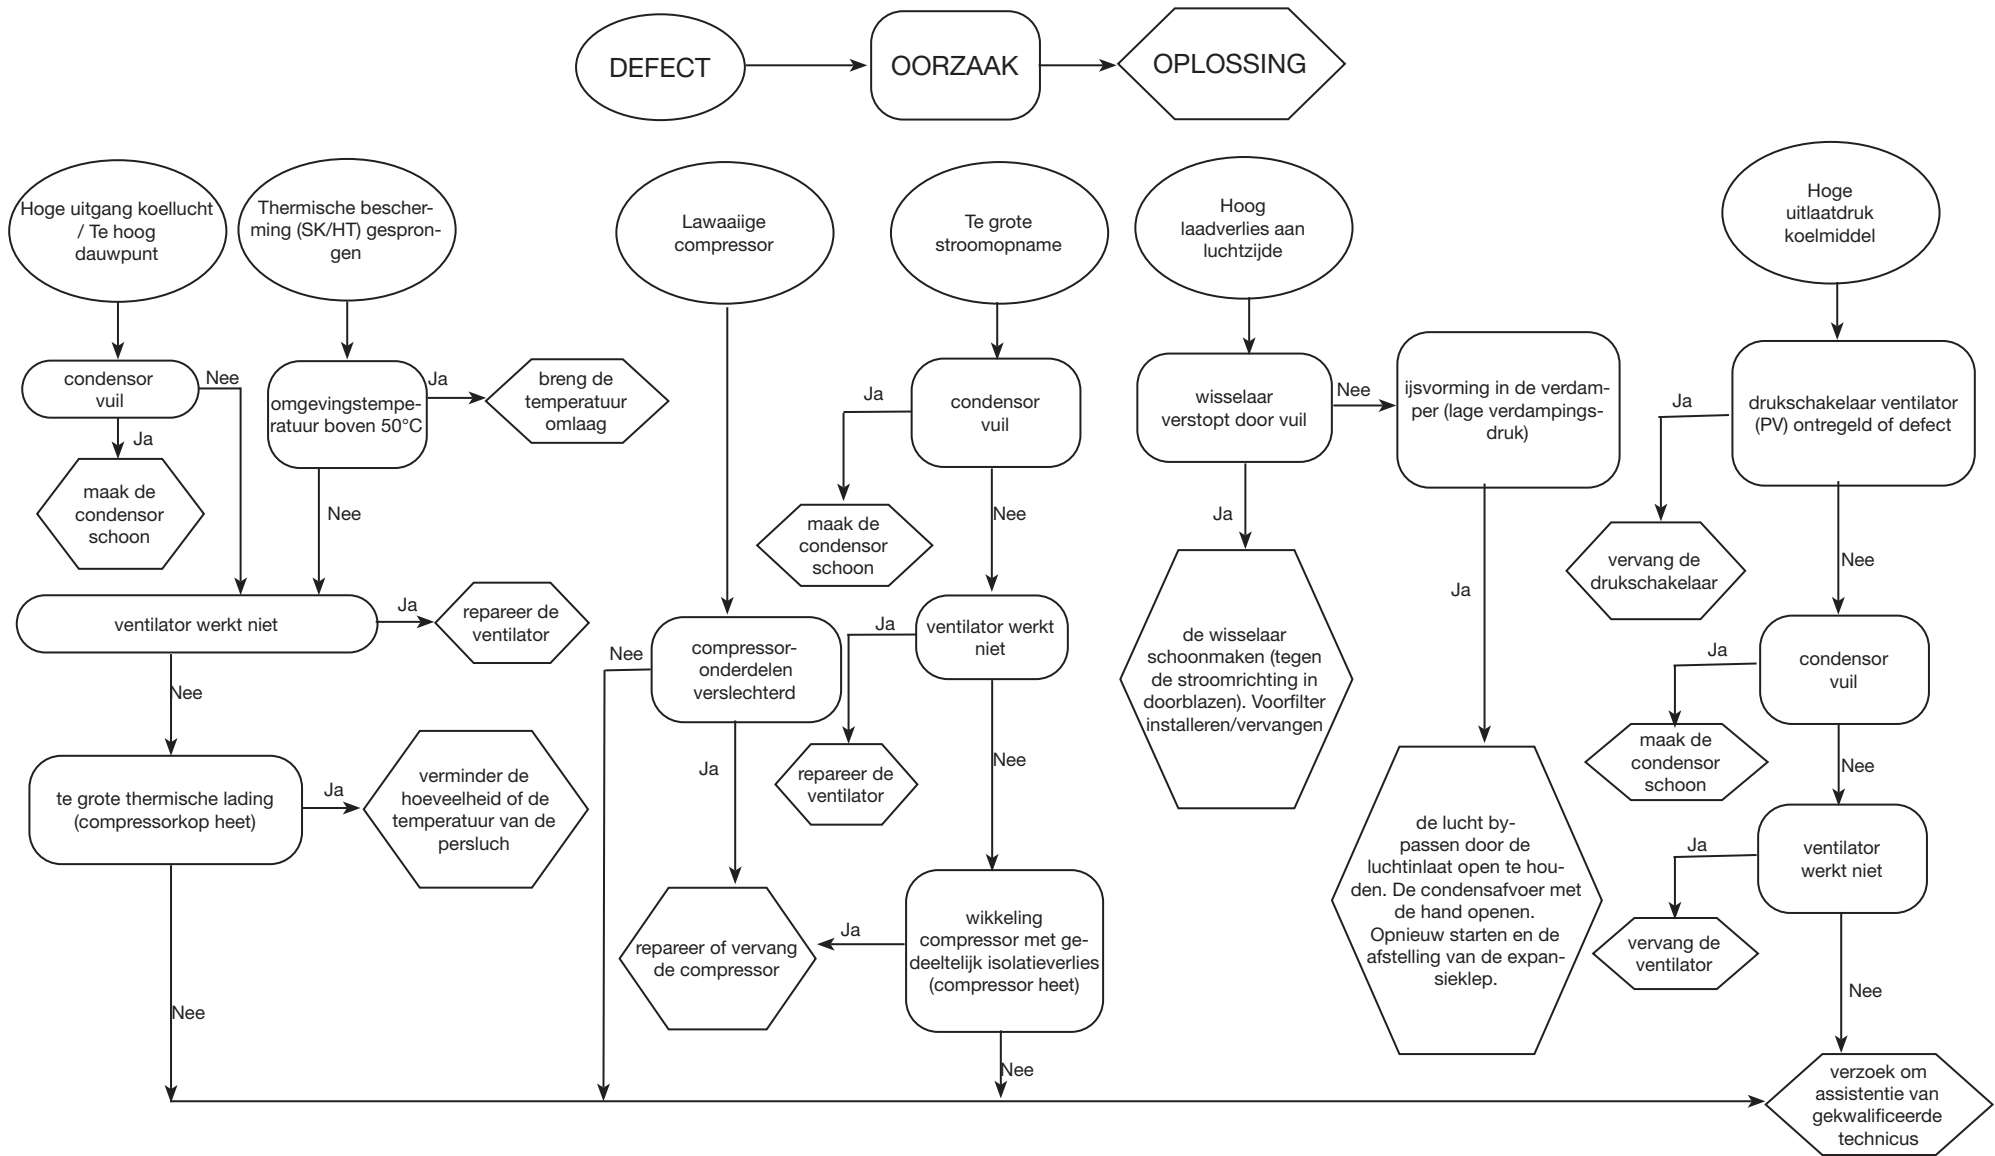 DEFECT
OORZAAK
OPLOSSING
Hoge uitgang koellucht
/ Te hoog
dauwpunt
Thermische bescher-
ming (SK/HT) gespron-
gen
Lawaaiige
compressor
Te grote
stroomopname
Hoog
laadverlies aan
luchtzijde
Hoge
uitlaatdruk
koelmiddel
condensor
vuil
Nee
Ja
maak de
condensor
schoon
omgevingstempe-
ratuur boven 50°C
Ja
breng de
temperatuur
omlaag
Nee
ventilator werkt niet
Ja
repareer de
ventilator
Nee
te grote thermische lading
(compressorkop heet)
Ja
verminder de
hoeveelheid of de
temperatuur van de
persluch
Nee
compressor-
onderdelen
verslechterd
Nee
Ja
repareer of vervang
de compressor
condensor
vuil
Ja
maak de
condensor
schoon
Nee
ventilator werkt
niet
Ja
repareer de
ventilator
Nee
wikkeling
compressor met ge-
deeltelijk isolatieverlies
(compressor heet)
Ja
Nee
wisselaar
verstopt door vuil
Nee
Ja
de wisselaar
schoonmaken (tegen
de stroomrichting in
doorblazen). Voorfilter
installeren/vervangen
ijsvorming in de verdam-
per (lage verdampings-
druk)
Ja
de lucht by-
passen door de
luchtinlaat open te hou-
den. De condensafvoer met
de hand openen.
Opnieuw starten en de
afstelling van de expan-
sieklep.
drukschakelaar ventilator
(PV) ontregeld of defect
Ja
vervang de
drukschakelaar
Nee
condensor
vuil
Ja
maak de
condensor
schoon
Nee
ventilator
werkt niet
Ja
vervang de
ventilator
Nee
verzoek om
assistentie van
gekwalificeerde
technicus